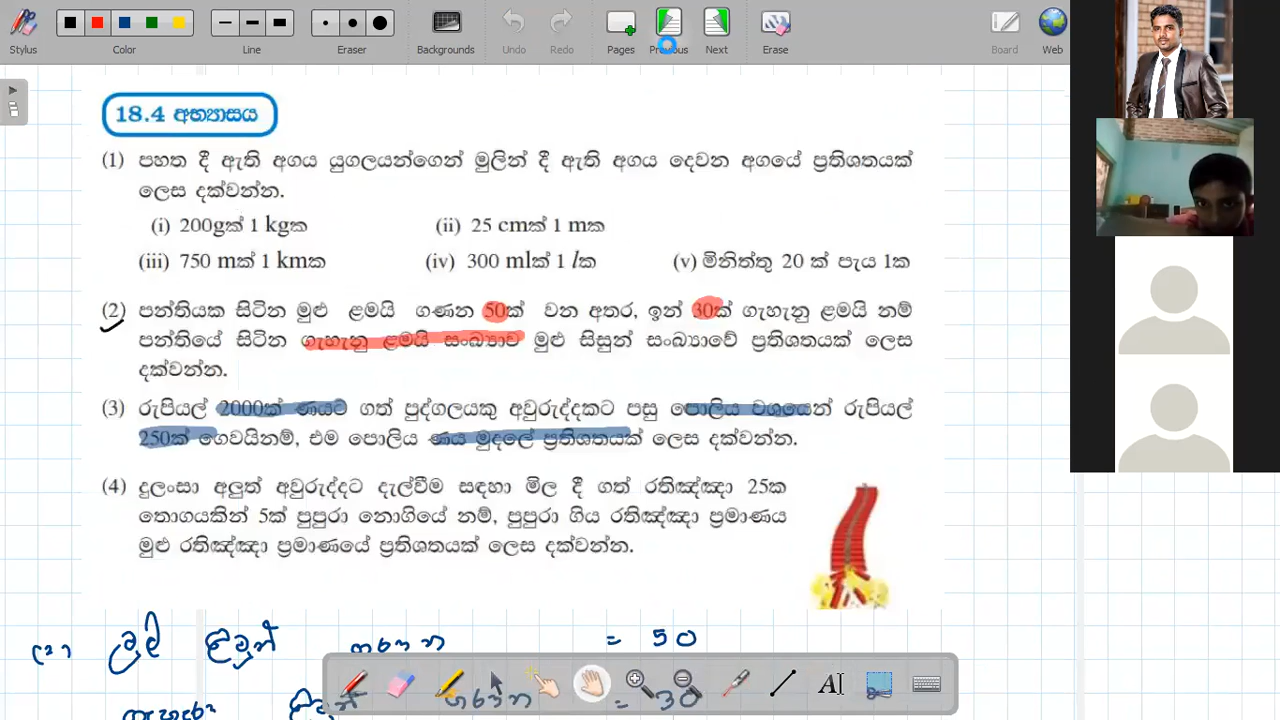 Stylus Color Line Eraser Backgrounds Undo Redo Pages Previous Next Erase Board Web
18.4 අභ්‍යාසය
(1) පහත දී ඇති අගය යුගලයන්ගෙන් මුලින් දී ඇති අගය දෙවන අගයේ ප්‍රතිශතයක්
ලෙස දක්වන්න.
(i) 200gක් 1 kgක (ii) 25 cmක් 1 mක
(iii) 750 mක් 1 kmක (iv) 300 mlක් 1 lක (v) මිනිත්තු 20 ක් පැය 1ක
(2) පන්තියක සිටින මුළු ළමයි ගණන 50ක් වන අතර, ඉන් 30ක් ගැහැනු ළමයි නම්
පන්තියේ සිටින ගැහැනු ළමයි සංඛ්‍යාව මුළු සිසුන් සංඛ්‍යාවේ ප්‍රතිශතයක් ලෙස
දක්වන්න.
(3) රුපියල් 2000ක් ණයට ගත් පුද්ගලයකු අවුරුද්දකට පසු පොලිය වශයෙන් රුපියල්
250ක් ගෙවයිනම්, එම පොලිය ණය මුදලේ ප්‍රතිශතයක් ලෙස දක්වන්න.
(4) දුලංසා අලුත් අවුරුද්දට දැල්වීම සඳහා මිල දී ගත් රතිඤ්ඤා 25ක
තොගයකින් 5ක් පුපුරා නොගියේ නම්, පුපුරා ගිය රතිඤ්ඤා ප්‍රමාණය
මුළු රතිඤ්ඤා ප්‍රමාණයේ ප්‍රතිශතයක් ලෙස දක්වන්න.
(2) මුළු ළමුන් ගණන = 50
ගණන = 30